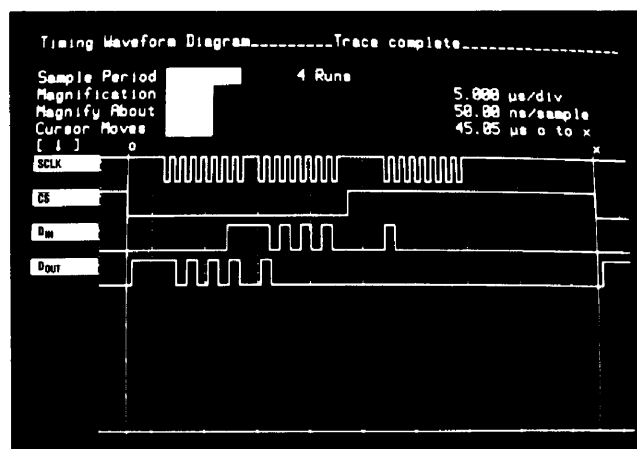 Timing Waveform Diagram_________Trace complete_______________
Sample Period 4 Runs
Magnification 5.000 µs/div
Magnify About 50.00 ns/sample
Cursor Moves 45.05 µs o to x
[ ↓ ] o x
SCLK
CS
DIN
DOUT